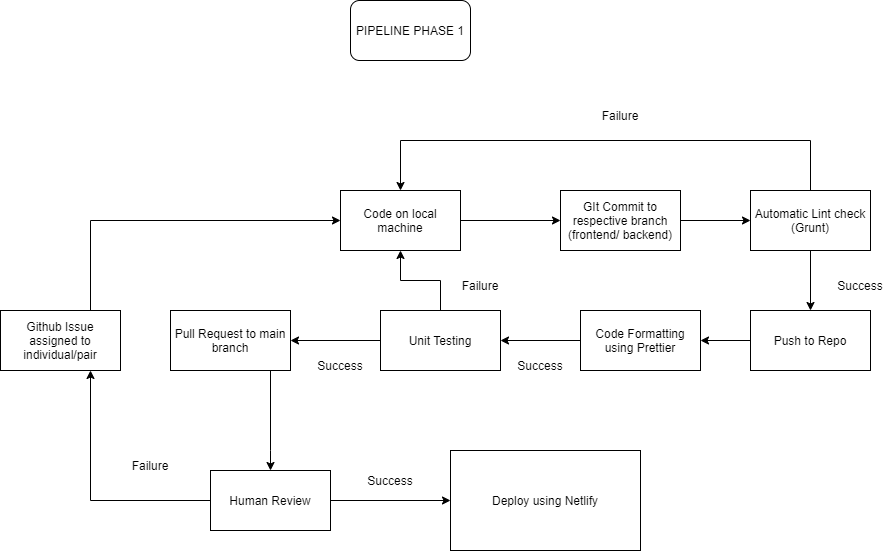 PIPELINE PHASE 1
Failure
Code on local
machine
GIt Commit to
respective branch
(frontend/ backend)
Automatic Lint check
(Grunt)
Failure
Success
Github Issue
assigned to
individual/pair
Pull Request to main
branch
Unit Testing
Code Formatting
using Prettier
Push to Repo
Success
Success
Failure
Human Review
Success
Deploy using Netlify